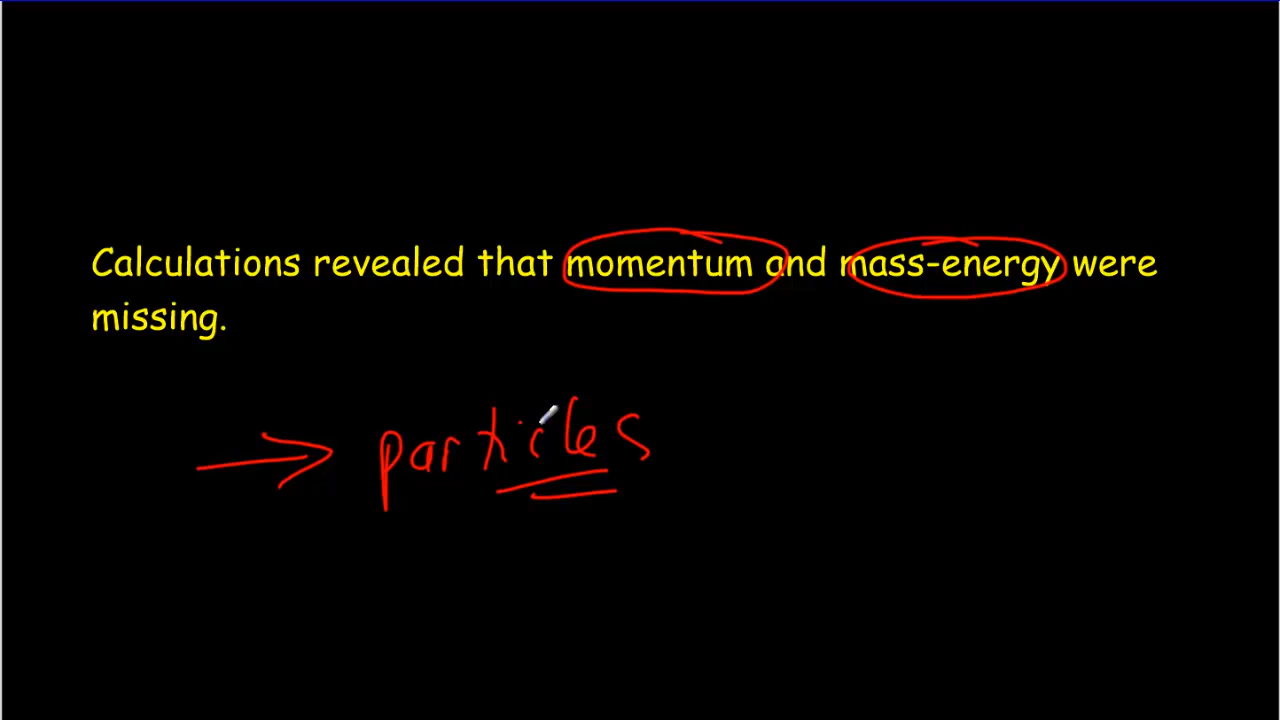 Calculations revealed that momentum and mass-energy were
missing.
particles